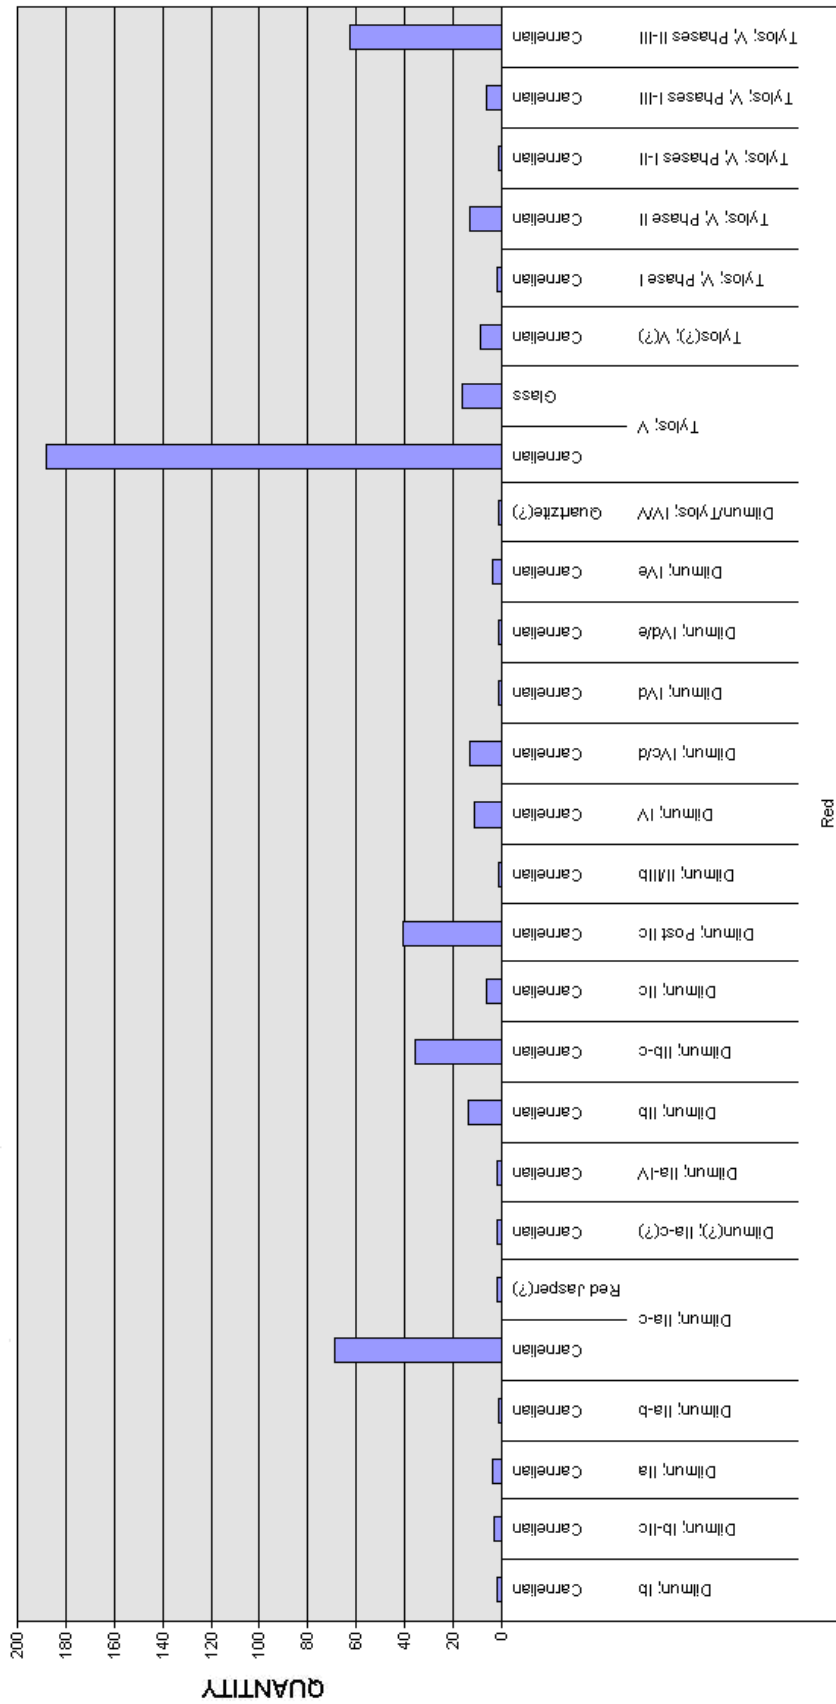 QUANTITY
200
180
160
140
120
100
80
60
40
20
0
Carnelian
Tylos; V, Phases II-III
Carnelian
Tylos; V, Phases I-III
Carnelian
Tylos; V, Phases I-II
Carnelian
Tylos; V, Phase II
Carnelian
Tylos; V, Phase I
Carnelian
Tylos(?); V(?)
Glass
Carnelian
Tylos; V
Quartzite(?)
Dilmun/Tylos; IV/V
Carnelian
Dilmun; IVe
Carnelian
Dilmun; IVd/e
Carnelian
Dilmun; IVd
Carnelian
Dilmun; IVc/d
Carnelian
Dilmun; IV
Carnelian
Dilmun; II/IIIb
Carnelian
Dilmun; Post IIc
Carnelian
Dilmun; IIc
Carnelian
Dilmun; IIb-c
Carnelian
Dilmun; IIb
Carnelian
Dilmun; IIa-IV
Carnelian
Dilmun(?); IIa-c(?)
Red Jasper(?)
Carnelian
Dilmun; IIa-c
Carnelian
Dilmun; IIa-b
Carnelian
Dilmun; IIa
Carnelian
Dilmun; Ib-IIc
Carnelian
Dilmun; Ib
Red